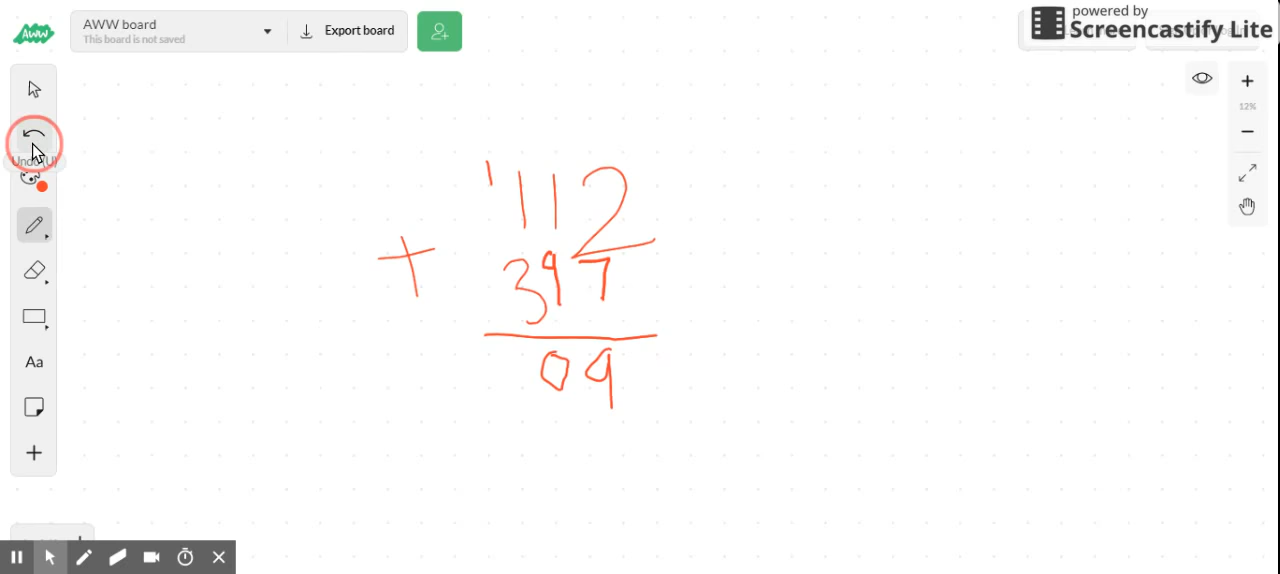 AWW
AWW board
This board is not saved
Export board
powered by
Screencastify Lite
Undo (U)
12%
Aa
'112
+
397
09